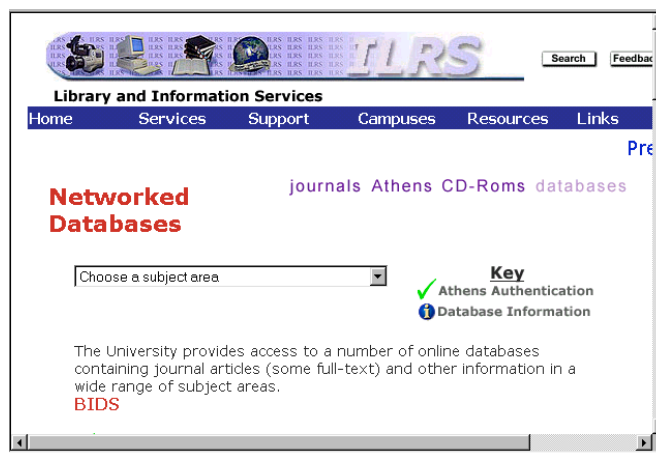 ILRS
Search Feedbac
Library and Information Services
Home Services Support Campuses Resources Links
Pre
Networked
Databases
journals Athens CD-Roms databases
Choose a subject area
Key
Athens Authentication
Database Information
The University provides access to a number of online databases
containing journal articles (some full-text) and other information in a
wide range of subject areas.
BIDS